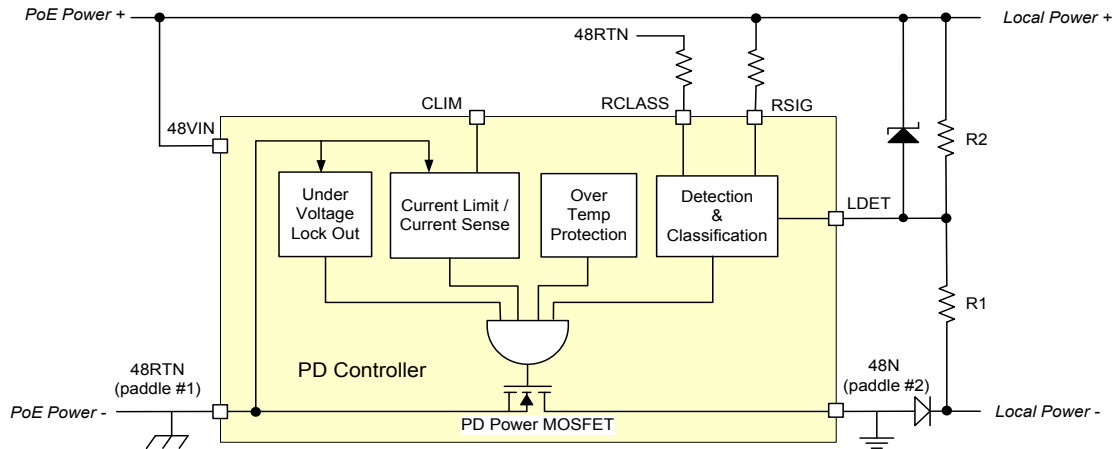 PoE Power +
Local Power +
48RTN
CLIM
RCLASS
RSIG
48VIN
R2
Under
Voltage
Lock Out
Current Limit /
Current Sense
Over
Temp
Protection
Detection
&
Classification
LDET
R1
PD Controller
48RTN
(paddle #1)
48N
(paddle #2)
PoE Power -
PD Power MOSFET
Local Power -